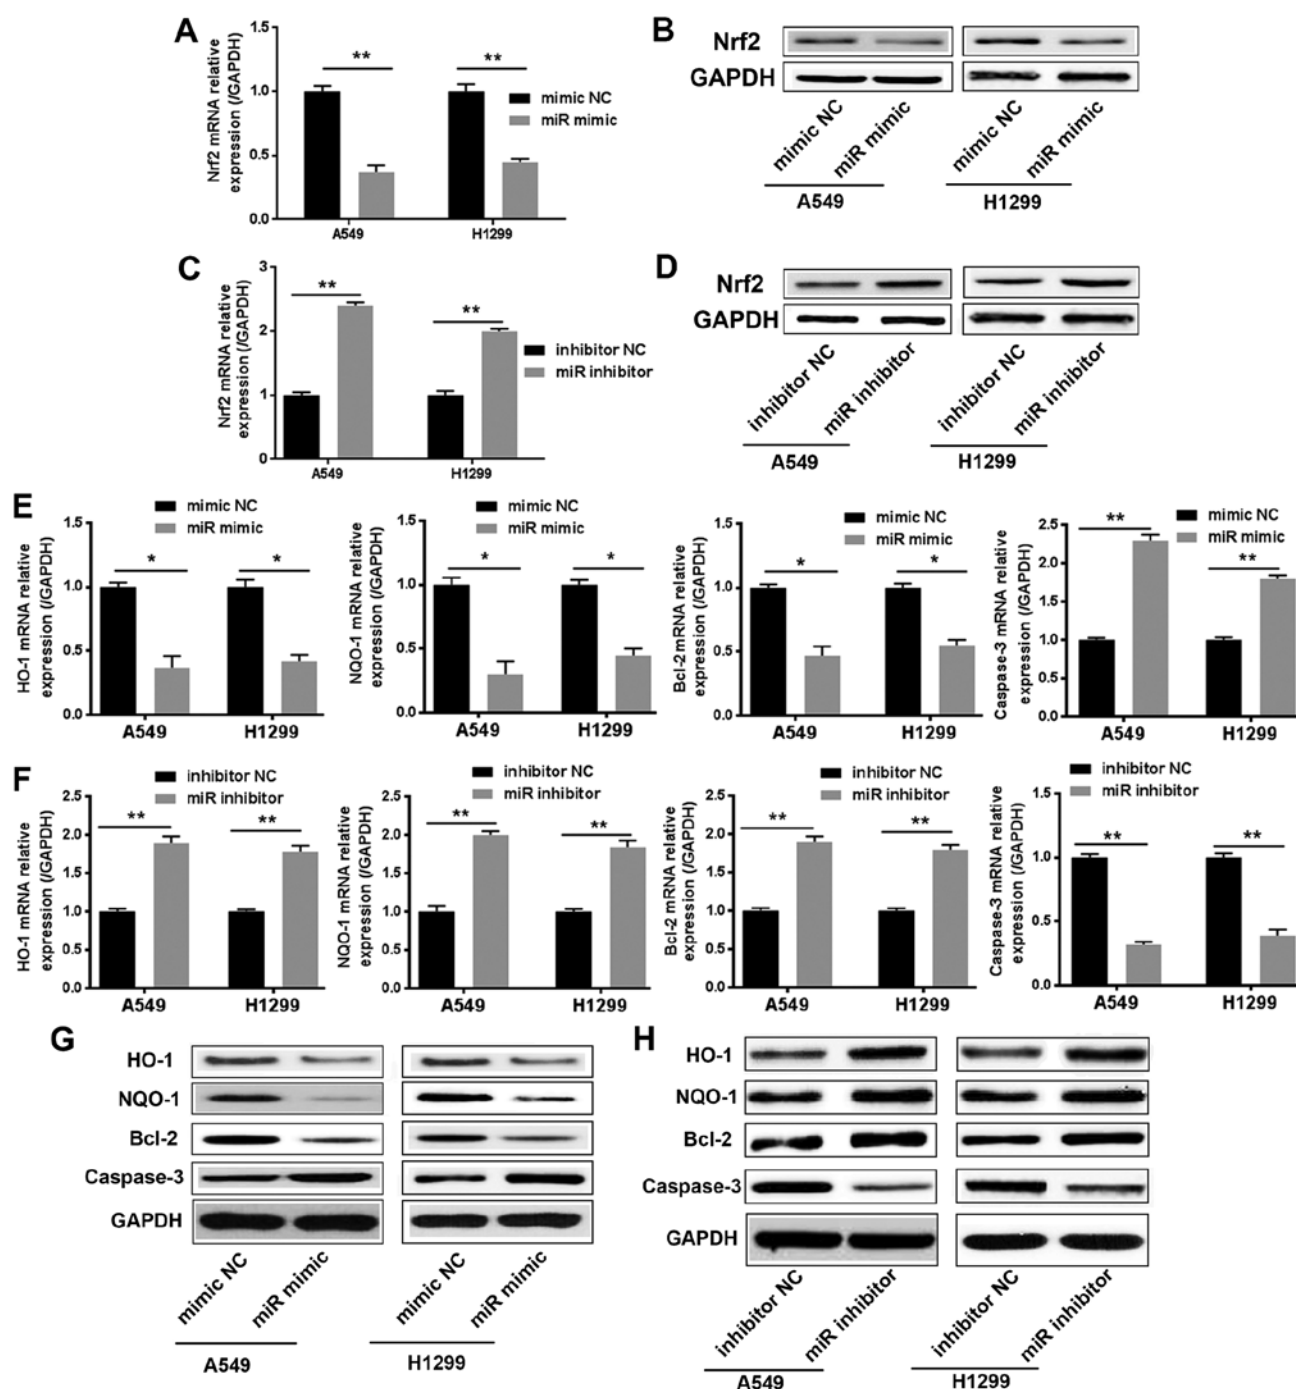 A
Nrf2 mRNA relative
expression (/GAPDH)
1.5
1.0
0.5
0.0
**
**
mimic NC
miR mimic
A549
H1299
B
Nrf2
GAPDH
mimic NC
miR mimic
mimic NC
miR mimic
A549
H1299
C
Nrf2 mRNA relative
expression (/GAPDH)
3
2
1
0
**
**
inhibitor NC
miR inhibitor
A549
H1299
D
Nrf2
GAPDH
inhibitor NC
miR inhibitor
inhibitor NC
miR inhibitor
A549
H1299
E
mimic NC
miR mimic
HO-1 mRNA relative
expression (/GAPDH)
1.5
1.0
0.5
0.0
*
*
A549
H1299
mimic NC
miR mimic
NQO-1 mRNA relative
expression (/GAPDH)
1.5
1.0
0.5
0.0
*
*
A549
H1299
mimic NC
miR mimic
Bcl-2 mRNA relative
expression (/GAPDH)
1.5
1.0
0.5
0.0
*
*
A549
H1299
mimic NC
miR mimic
Caspase-3 mRNA relative
expression (/GAPDH)
2.5
2.0
1.5
1.0
0.5
0.0
**
**
A549
H1299
F
inhibitor NC
miR inhibitor
HO-1 mRNA relative
expression (/GAPDH)
2.5
2.0
1.5
1.0
0.5
0.0
**
**
A549
H1299
inhibitor NC
miR inhibitor
NQO-1 mRNA relative
expression (/GAPDH)
2.5
2.0
1.5
1.0
0.5
0.0
**
**
A549
H1299
inhibitor NC
miR inhibitor
Bcl-2 mRNA relative
expression (/GAPDH)
2.5
2.0
1.5
1.0
0.5
0.0
**
**
A549
H1299
inhibitor NC
miR inhibitor
Caspase-3 mRNA relative
expression (/GAPDH)
1.5
1.0
0.5
0.0
**
**
A549
H1299
G
HO-1
NQO-1
Bcl-2
Caspase-3
GAPDH
mimic NC
miR mimic
mimic NC
miR mimic
A549
H1299
H
HO-1
NQO-1
Bcl-2
Caspase-3
GAPDH
inhibitor NC
miR inhibitor
inhibitor NC
miR inhibitor
A549
H1299